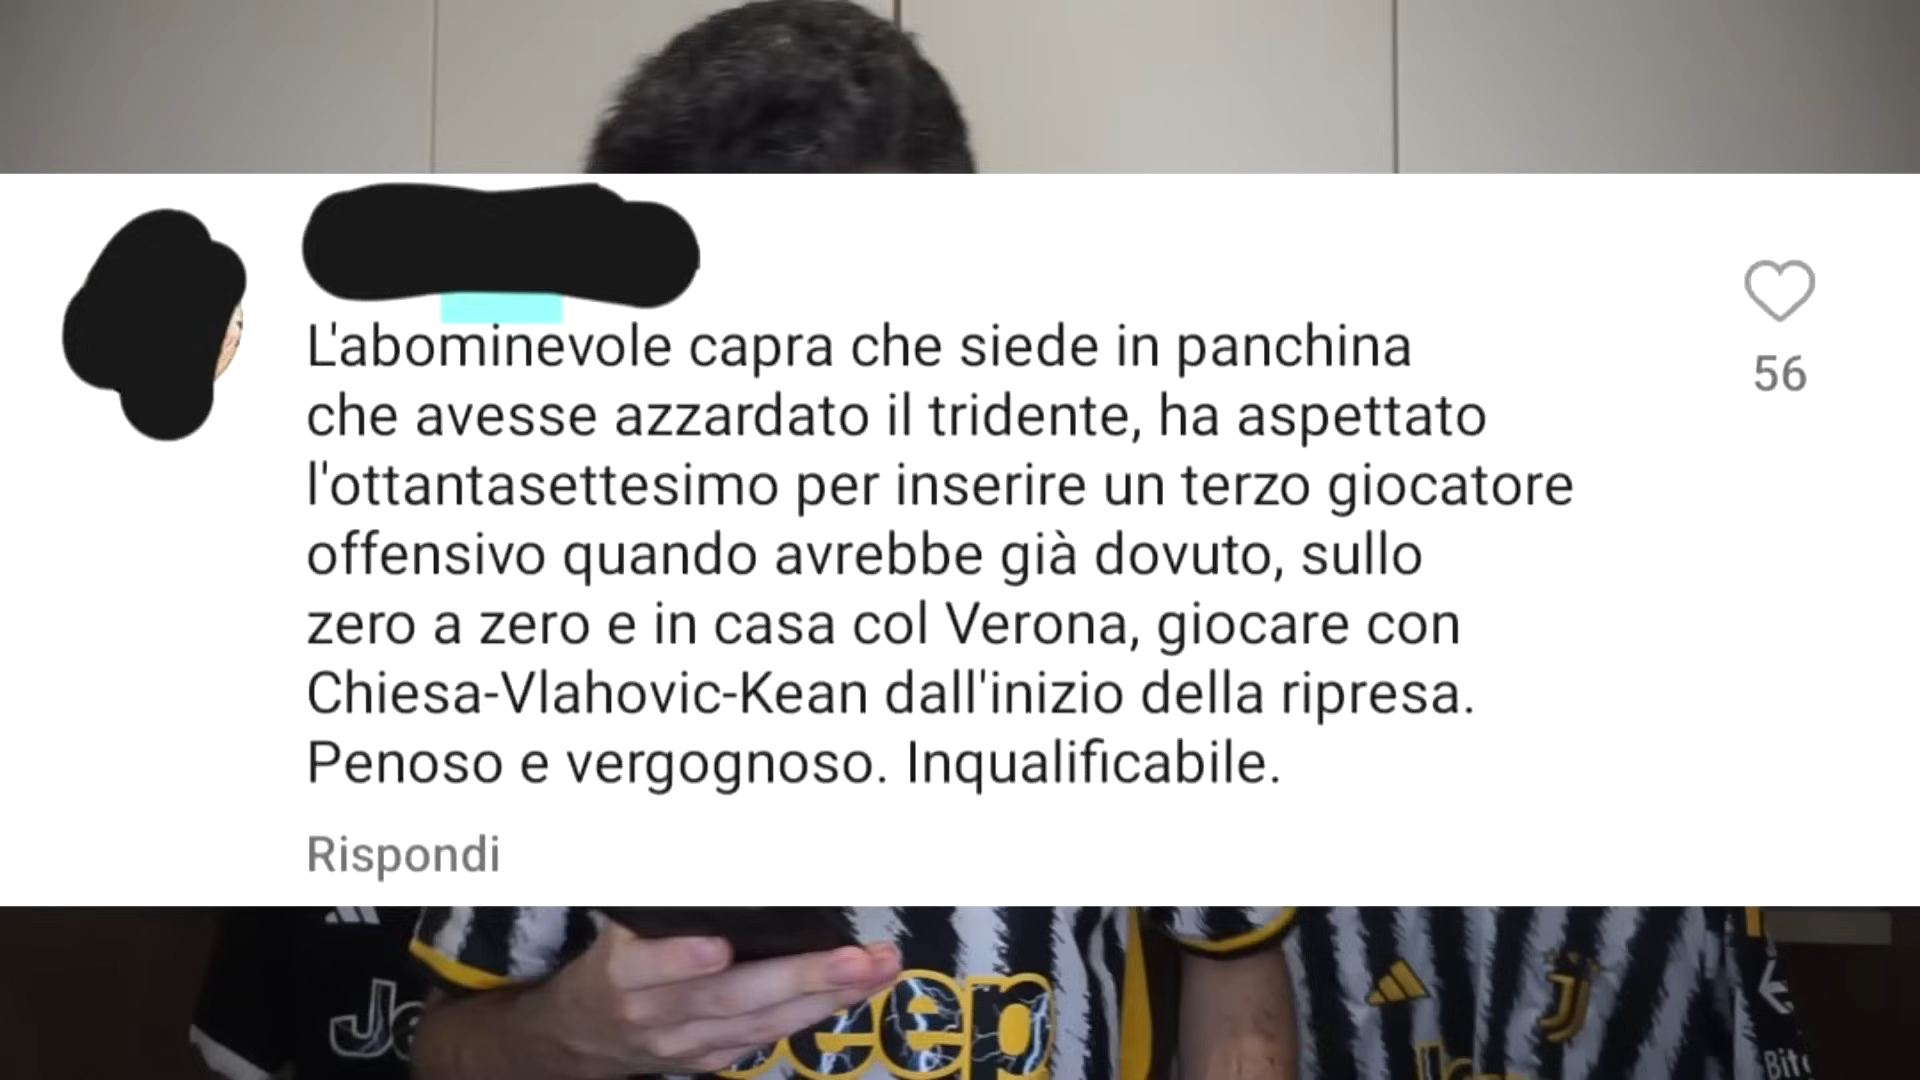 L'abominevole capra che siede in panchina
che avesse azzardato il tridente, ha aspettato
l'ottantasettesimo per inserire un terzo giocatore
offensivo quando avrebbe già dovuto, sullo
zero a zero e in casa col Verona, giocare con
Chiesa-Vlahovic-Kean dall'inizio della ripresa.
Penoso e vergognoso. Inqualificabile.
56
Rispondi
Jeep